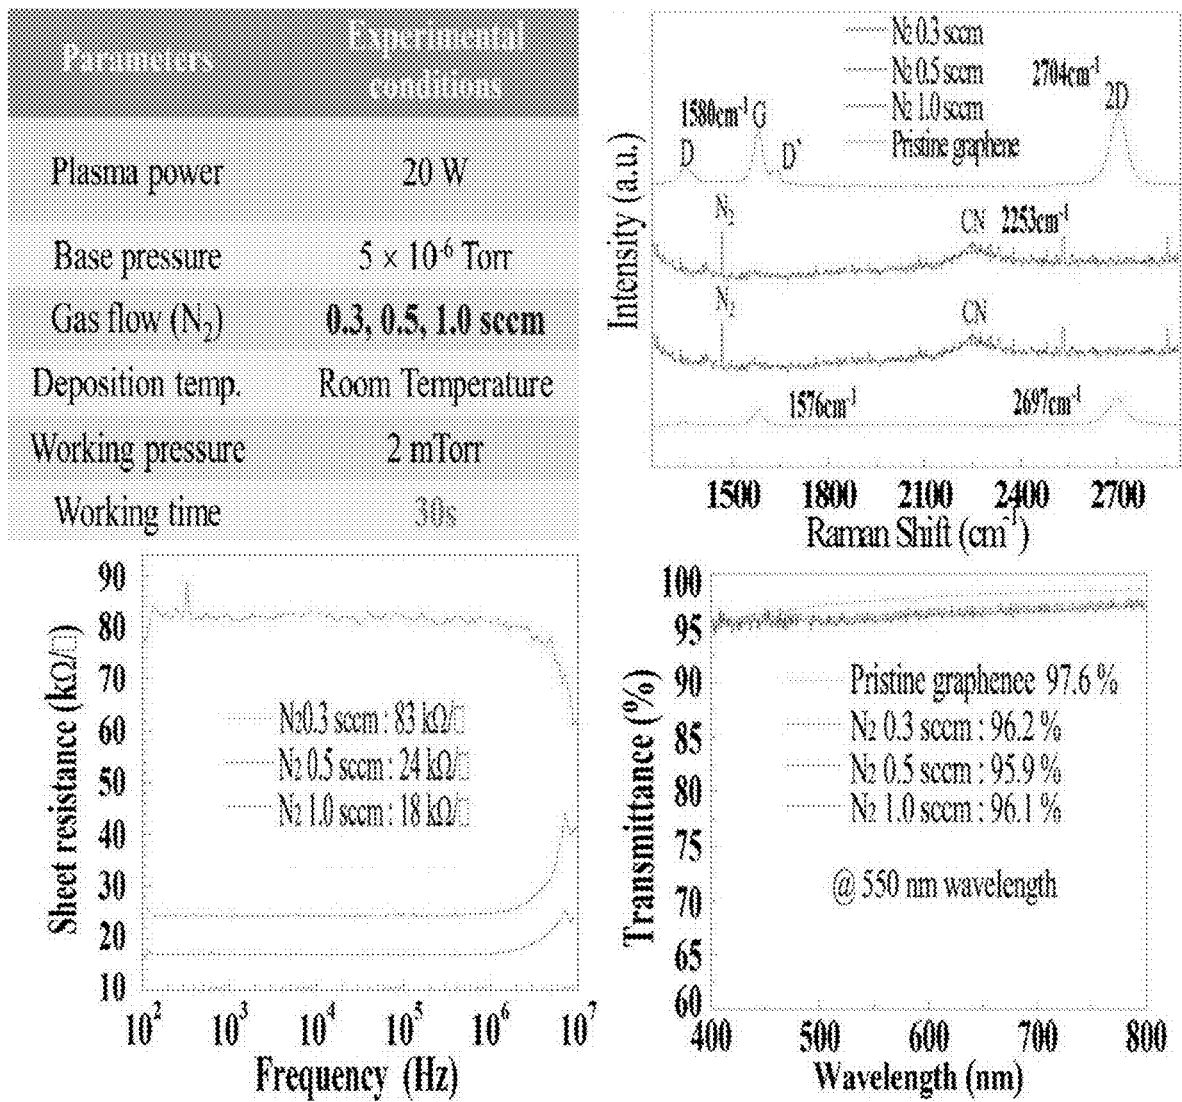 Parameters Experimental conditions
Plasma power 20 W
Base pressure 5 × 10⁻⁶ Torr
Gas flow (N₂) 0.3, 0.5, 1.0 sccm
Deposition temp. Room Temperature
Working pressure 2 mTorr
Working time 30s
N₂ 0.3 sccm
N₂ 0.5 sccm
N₂ 1.0 sccm
Pristine graphene
2704cm⁻¹
2D
1580cm⁻¹ G
D
D`
N₂
CN 2253cm⁻¹
N₂
CN
1576cm⁻¹
2697cm⁻¹
Intensity (a.u.)
1500 1800 2100 2400 2700
Raman Shift (cm⁻¹)
90
80
70
60
50
40
30
20
10
Sheet resistance (kΩ/□)
N₂0.3 sccm : 83 kΩ/□
N₂ 0.5 sccm : 24 kΩ/□
N₂ 1.0 sccm : 18 kΩ/□
10² 10³ 10⁴ 10⁵ 10⁶ 10⁷
Frequency (Hz)
100
95
90
85
80
75
70
65
60
Transmittance (%)
Pristine graphenee 97.6 %
N₂ 0.3 sccm : 96.2 %
N₂ 0.5 sccm : 95.9 %
N₂ 1.0 sccm : 96.1 %
@ 550 nm wavelength
400 500 600 700 800
Wavelength (nm)